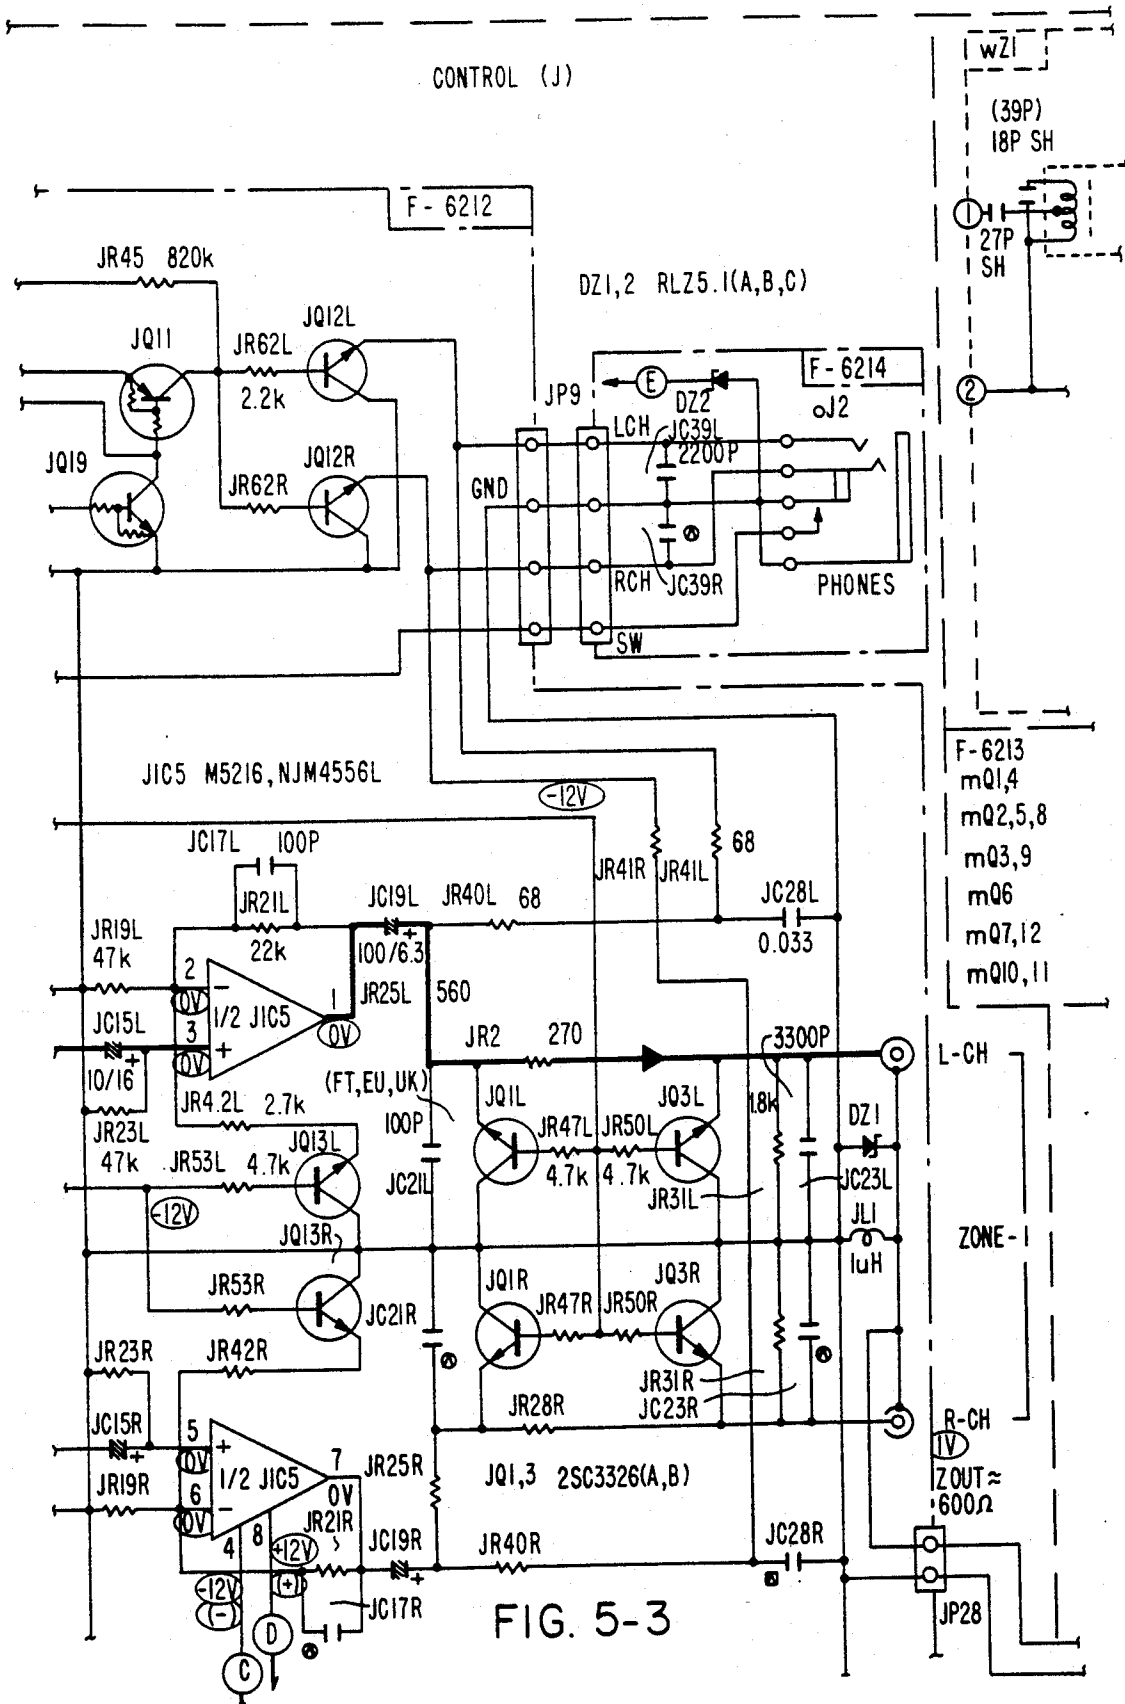 CONTROL (J)
wZ1
(39P)
18P SH
F-6212
1
27P
SH
JR45 820k
DZ1,2 RLZ5.1(A,B,C)
JQ11
JR62L
2.2k
JQ12L
F-6214
E
DZ2
JP9
J2
2
LCH
JC39L
2200P
JQ19
JR62R
JQ12R
GND
RCH
JC39R
PHONES
SW
JIC5 M5216,NJM4556L
-12V
F-6213
mQ1,4
mQ2,5,8
mQ3,9
mQ6
mQ7,12
mQ10,11
JC17L 100P
JR21L
22k
JC19L
100/6.3
JR40L 68
JR41R JR41L
68
JC28L
0.033
JR19L
47k
2
0V
-
1/2 JIC5
1
0V
JR25L 560
JC15L
10/16
3
0V
+
+
JR2 270
3300P
L-CH
JR4.2L 2.7k
JR23L
47k
(FT,EU,UK)
100P
JQ1L
JQ3L
1.8k
DZ1
JQ13L
JR53L 4.7k
JR47L JR50L
4.7k 4.7k
JC21L
JR31L
JC23L
-12V
JQ13R
JL1
1uH
ZONE-1
JR53R
JC21R
JQ1R
JR47R JR50R
JQ3R
JR23R
JR42R
JR31R
JC23R
JR28R
JC15R
5
0V
+
1/2 JIC5
7
0V
JR25R
JQ1,3 2SC3326(A,B)
R-CH
1V
ZOUT≈
600Ω
JR19R
6
0V
-
4
8
+12V
(+)
JR21R
JC19R
JR40R
JC28R
-12V
(-)
JC17R
D
C
JP28
FIG. 5-3